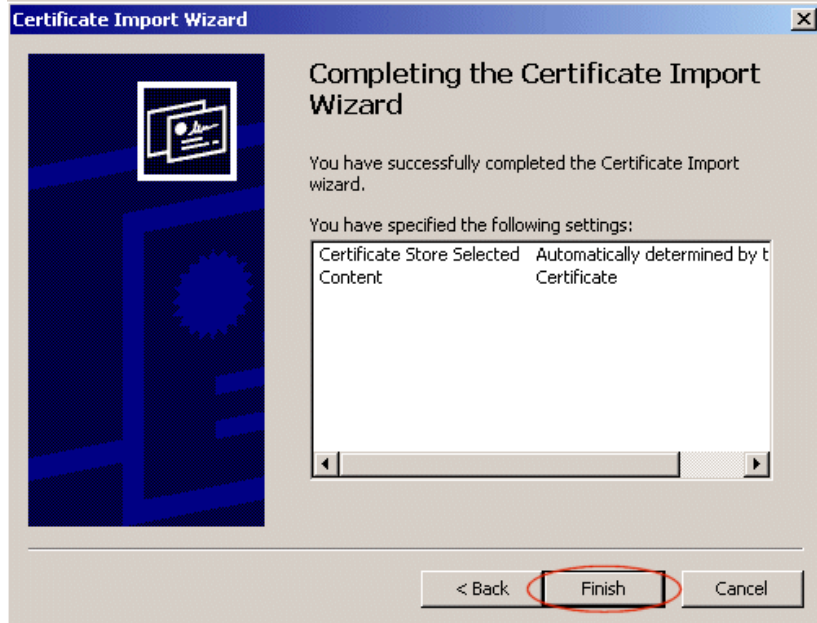 Certificate Import Wizard
Completing the Certificate Import
Wizard
You have successfully completed the Certificate Import
wizard.
You have specified the following settings:
Certificate Store Selected Automatically determined by t
Content Certificate
< Back Finish Cancel